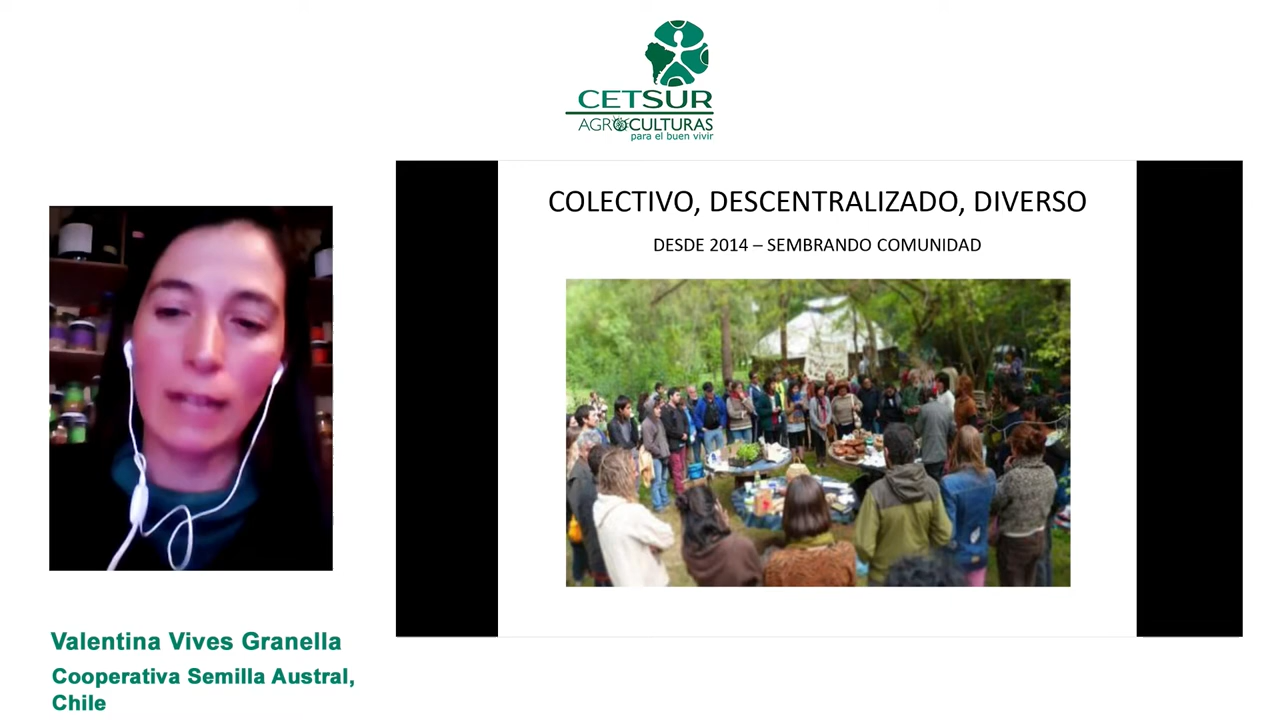 CETSUR
AGROCULTURAS
para el buen vivir
COLECTIVO, DESCENTRALIZADO, DIVERSO
DESDE 2014 – SEMBRANDO COMUNIDAD
Valentina Vives Granella
Cooperativa Semilla Austral,
Chile